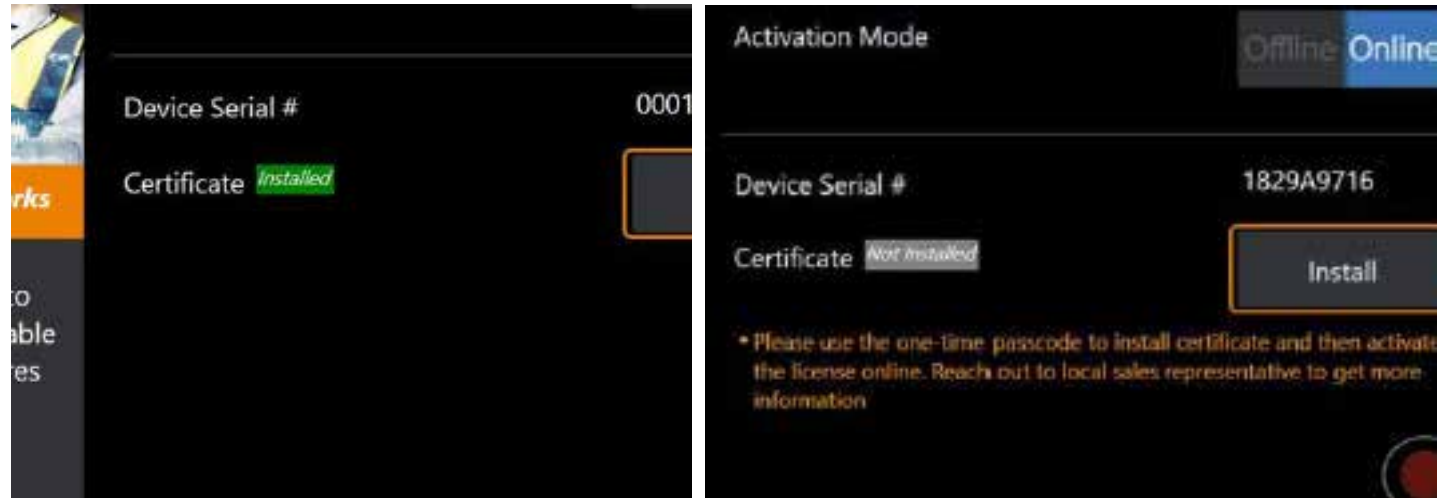 Device Serial #
0001
Certificate Installed
rks
to
able
res
Activation Mode
Offline Online
Device Serial #
1829A9716
Certificate Not Installed
Install
• Please use the one-time passcode to install certificate and then activate
the license online. Reach out to local sales representative to get more
information